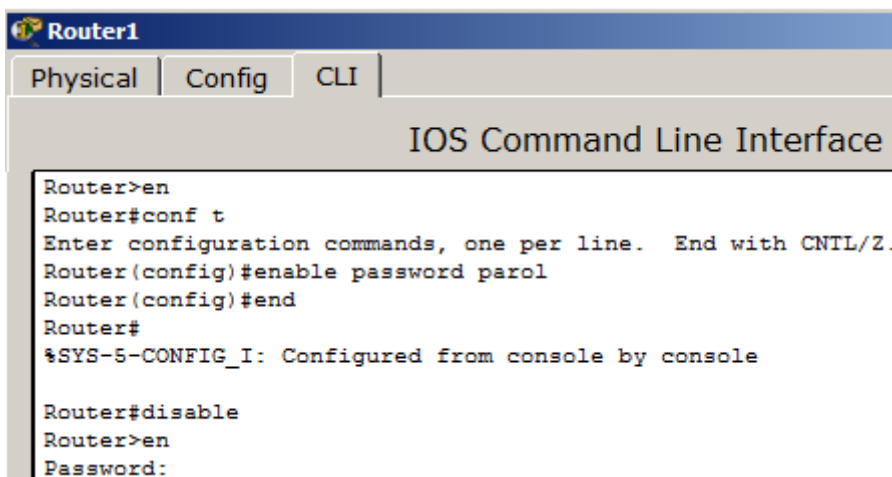 Router1
Physical Config CLI
IOS Command Line Interface
Router>en
Router#conf t
Enter configuration commands, one per line.  End with CNTL/Z.
Router(config)#enable password parol
Router(config)#end
Router#
%SYS-5-CONFIG_I: Configured from console by console
Router#disable
Router>en
Password: